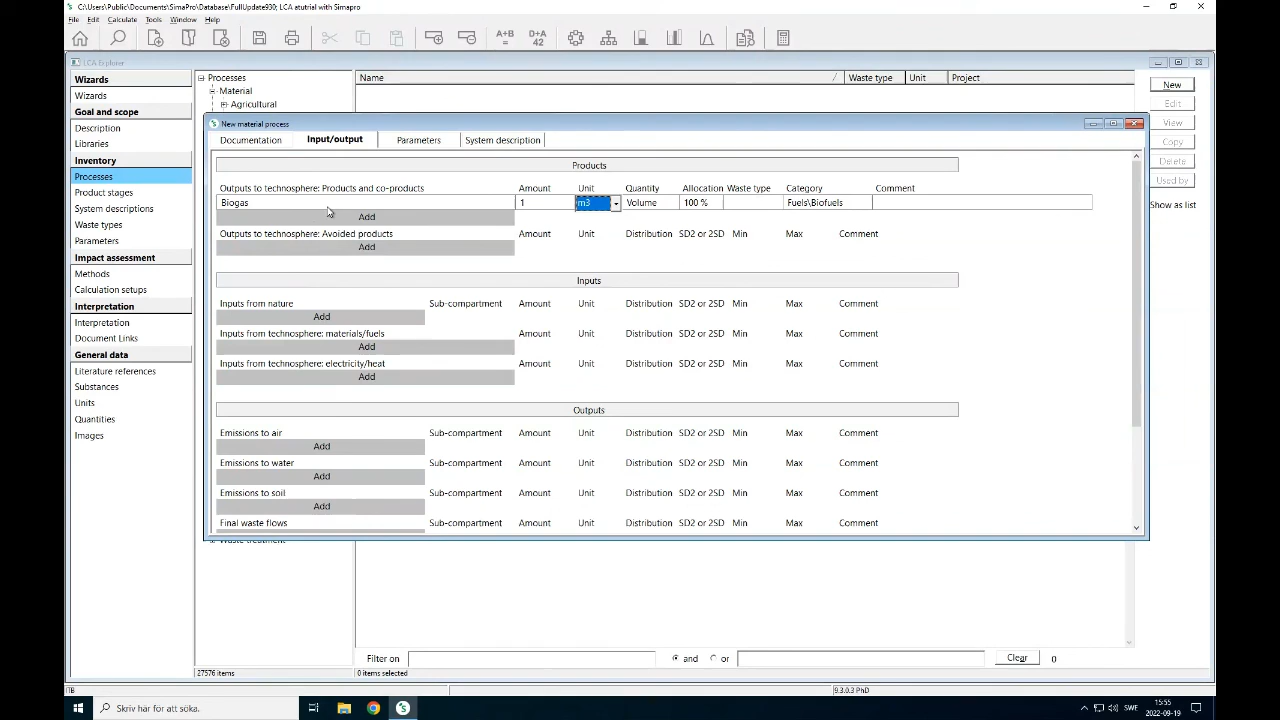 C:\Users\Public\Documents\SimaPro\Database\FullUpdate930; LCA atutrial with Simapro
File Edit Calculate Tools Window Help
A+B = D+A 42
LCA Explorer
Wizards
Wizards
Goal and scope
Description
Libraries
Inventory
Processes
Product stages
System descriptions
Waste types
Parameters
Impact assessment
Methods
Calculation setups
Interpretation
Interpretation
Document Links
General data
Literature references
Substances
Units
Quantities
Images
Processes
Material
Agricultural
Name / Waste type Unit Project
New
Edit
View
Copy
Delete
Used by
Show as list
New material process
Documentation Input/output Parameters System description
Products
Outputs to technosphere: Products and co-products Amount Unit Quantity Allocation Waste type Category Comment
Biogas 1 m3 Volume 100 % Fuels\Biofuels
Add
Outputs to technosphere: Avoided products Amount Unit Distribution SD2 or 2SD Min Max Comment
Add
Inputs
Inputs from nature Sub-compartment Amount Unit Distribution SD2 or 2SD Min Max Comment
Add
Inputs from technosphere: materials/fuels Amount Unit Distribution SD2 or 2SD Min Max Comment
Add
Inputs from technosphere: electricity/heat Amount Unit Distribution SD2 or 2SD Min Max Comment
Add
Outputs
Emissions to air Sub-compartment Amount Unit Distribution SD2 or 2SD Min Max Comment
Add
Emissions to water Sub-compartment Amount Unit Distribution SD2 or 2SD Min Max Comment
Add
Emissions to soil Sub-compartment Amount Unit Distribution SD2 or 2SD Min Max Comment
Add
Final waste flows Sub-compartment Amount Unit Distribution SD2 or 2SD Min Max Comment
Filter on and or Clear 0
27576 items 0 items selected
ITB 9.3.0.3 PhD
Skriv här för att söka. SWE 15:55
2022-09-19